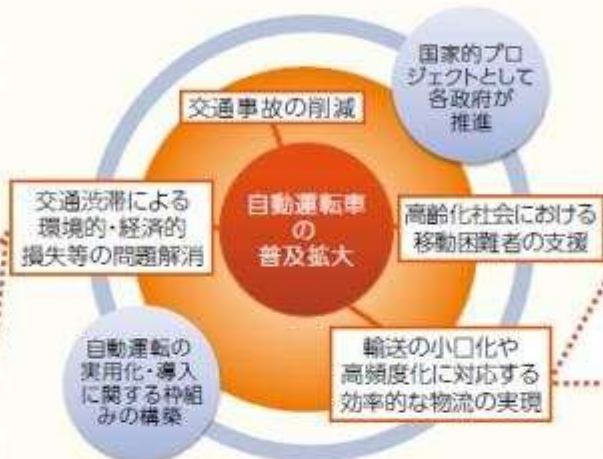 国家的プロ
ジェクトとして
各政府が
推進
交通事故の削減
交通渋滞による
環境的・経済的
損失等の問題解消
自動運転車
の
普及拡大
高齢化社会における
移動困難者の支援
自動運転の
実用化・導入
に関する枠組
みの構築
輸送の小口化や
高頻度化に対応する
効率的な物流の実現